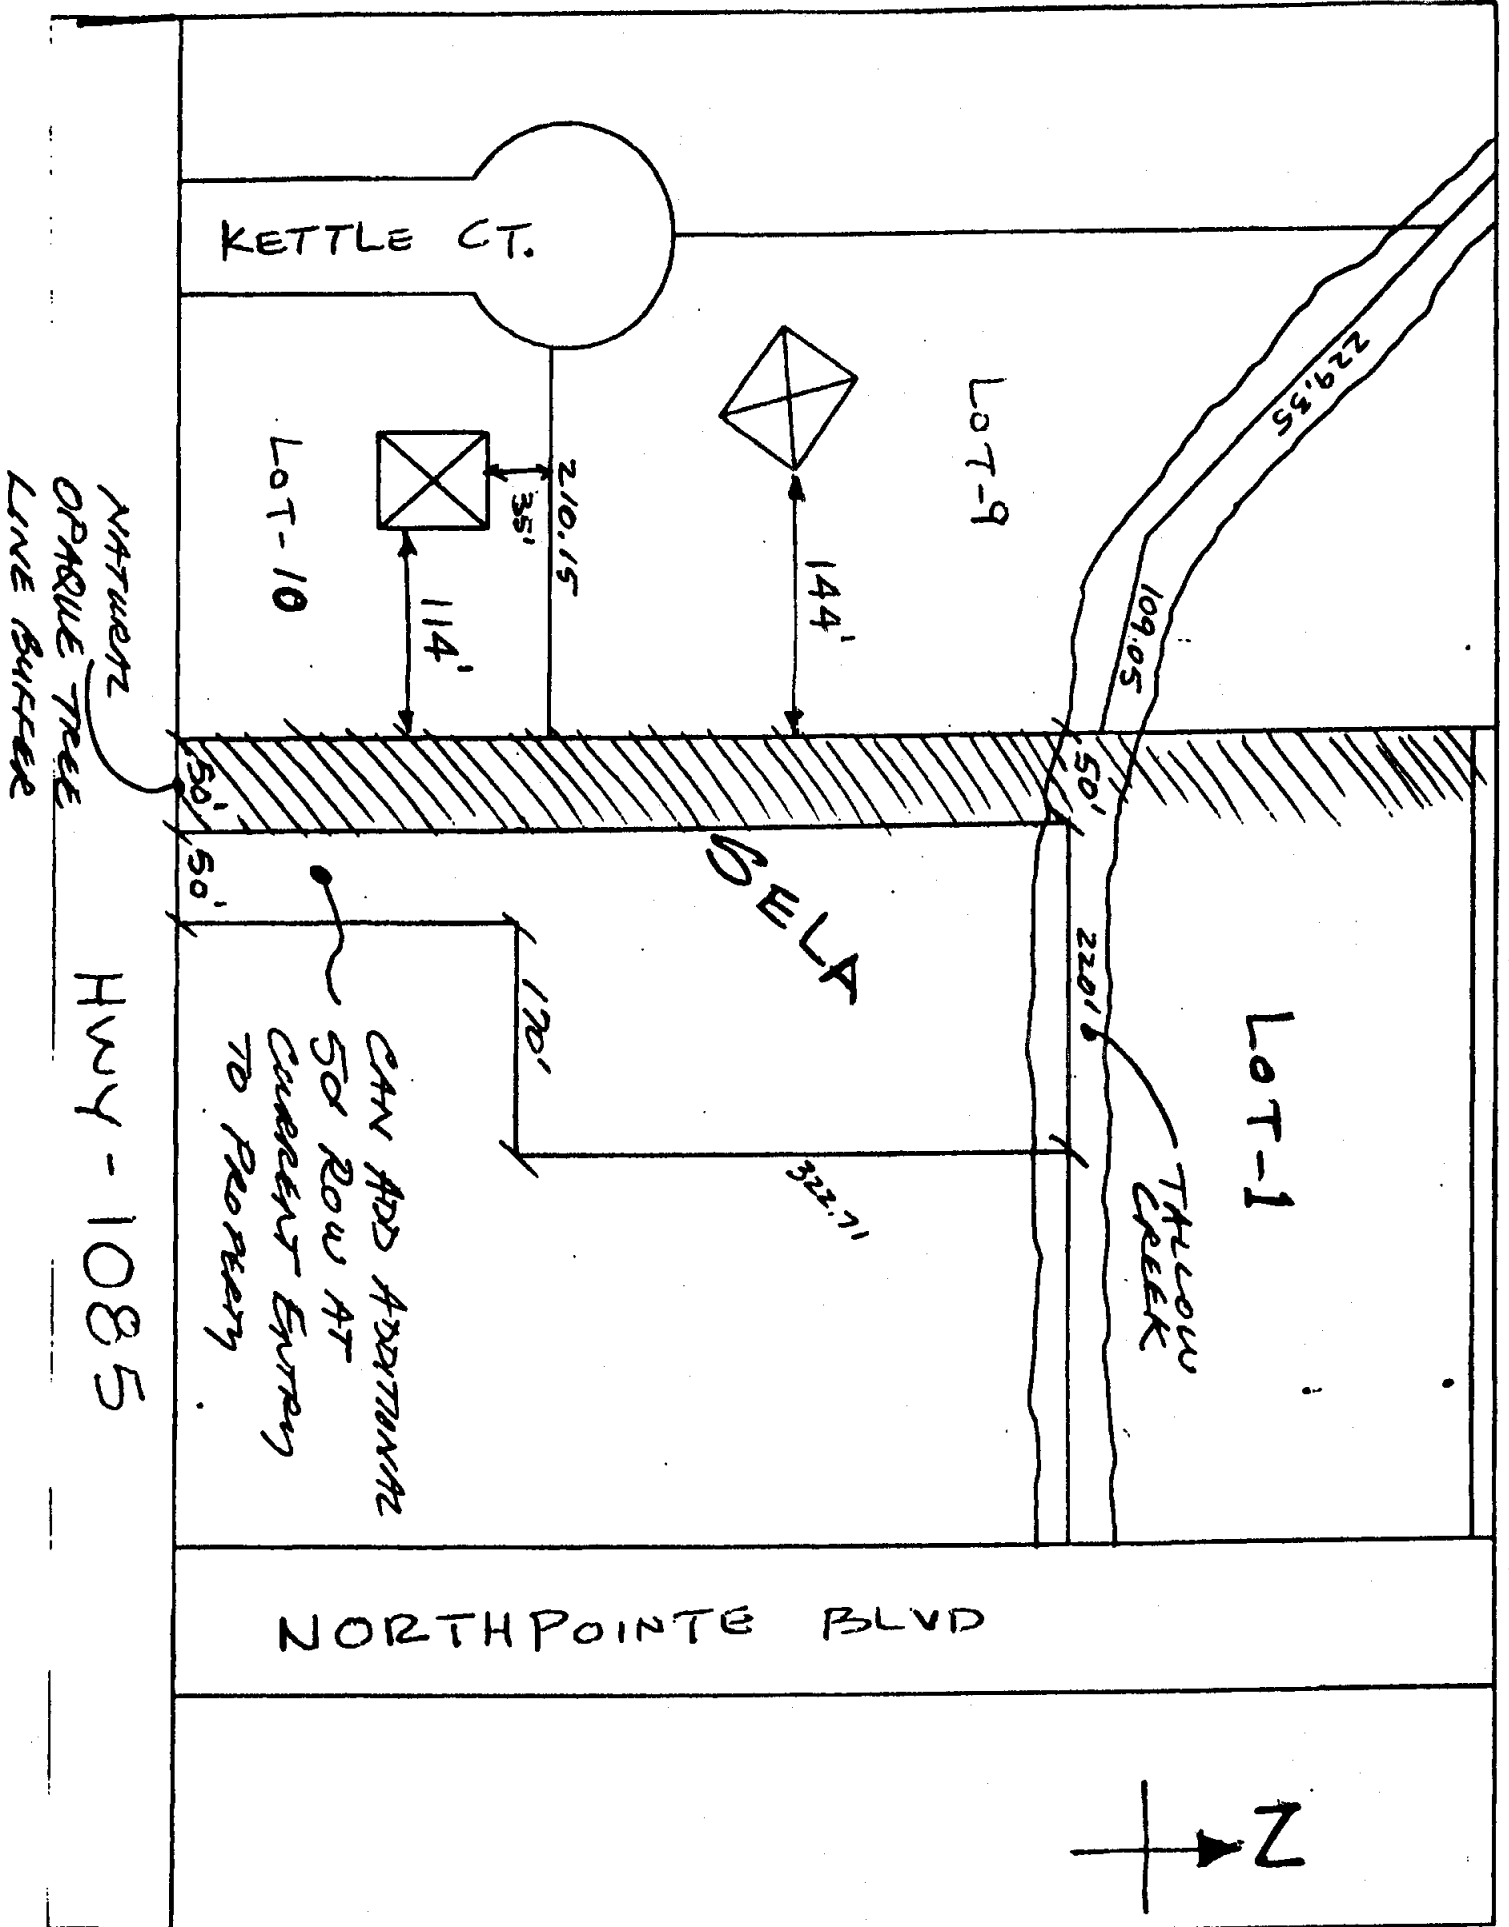 KETTLE CT.
LOT-9
229.35
109.05
210.15
35'
144'
LOT-10
114'
NATURAL
OPAQUE TREE
LINE BUFFER
50'
50'
50'
GELA
220'
TALLOW
CREEK
LOT-1
170'
322.71
CAN ADD ADDITIONAL
50' ROW AT
CURRENT ENTRY
TO PROPERTY
HWY-1085
NORTHPOINTE BLVD
N